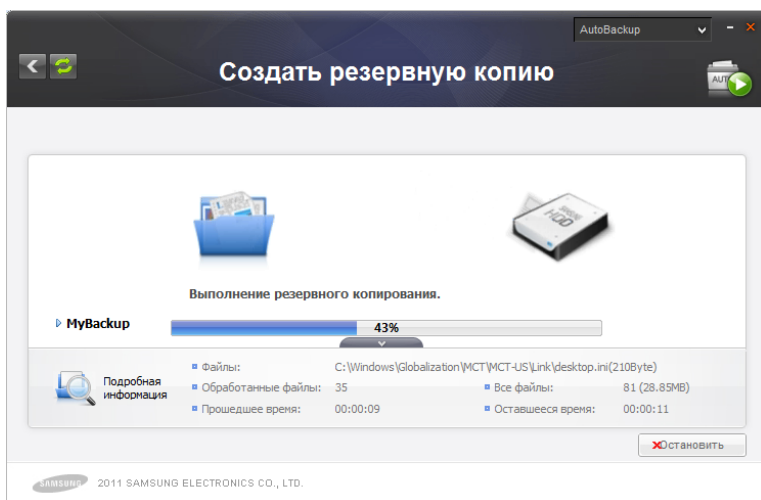 AutoBackup
Создать резервную копию
AUTO
HDD
Выполнение резервного копирования.
MyBackup
43%
Подробная информация
Файлы: C:\Windows\Globalization\MCT\MCT-US\Link\desktop.ini(210Byte)
Обработанные файлы: 35 Все файлы: 81 (28.85MB)
Прошедшее время: 00:00:09 Оставшееся время: 00:00:11
Остановить
SAMSUNG 2011 SAMSUNG ELECTRONICS CO., LTD.